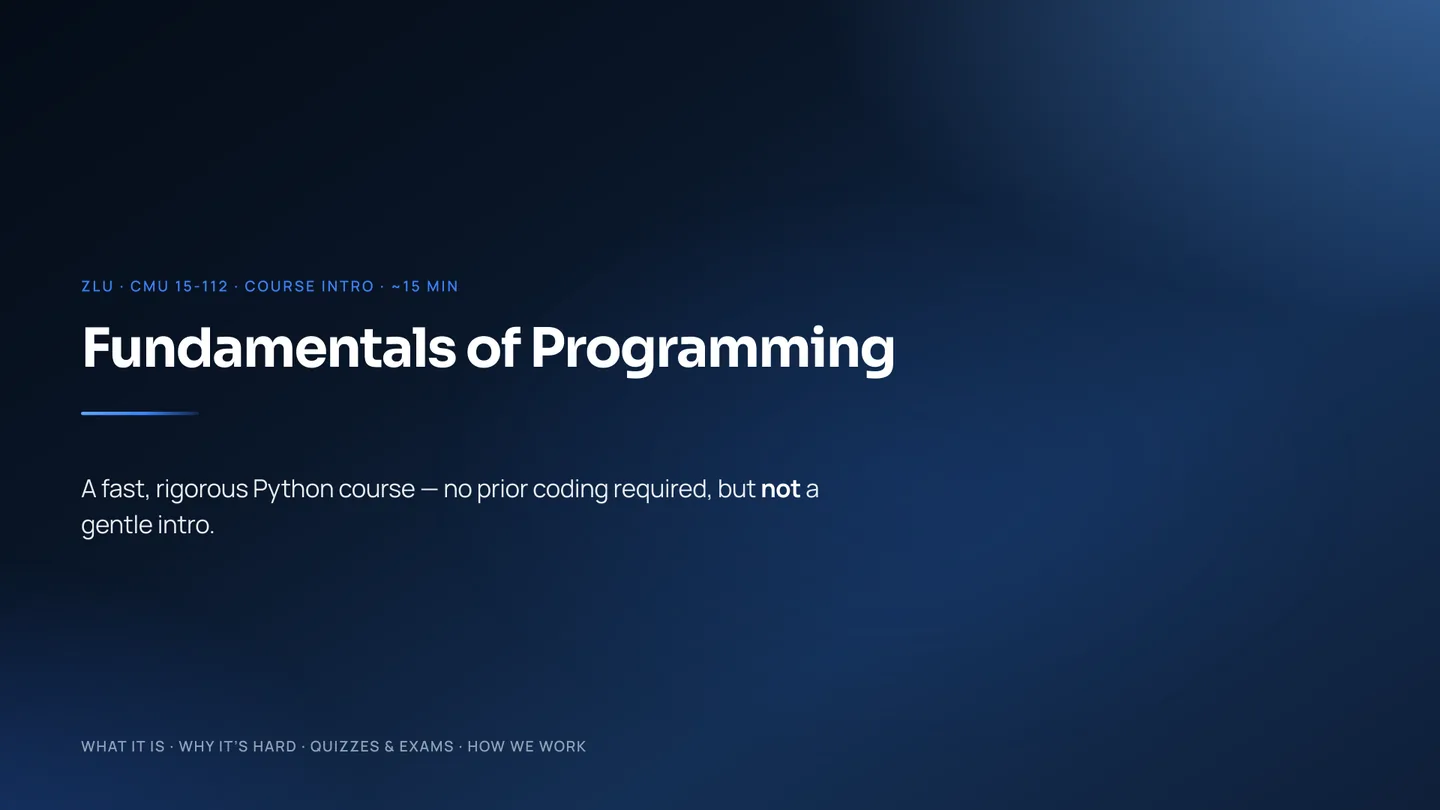 ZLU · CMU 15-112 · COURSE INTRO · ~15 MIN
Fundamentals of Programming
A fast, rigorous Python course — no prior coding required, but not a
gentle intro.
WHAT IT IS · WHY IT'S HARD · QUIZZES & EXAMS · HOW WE WORK